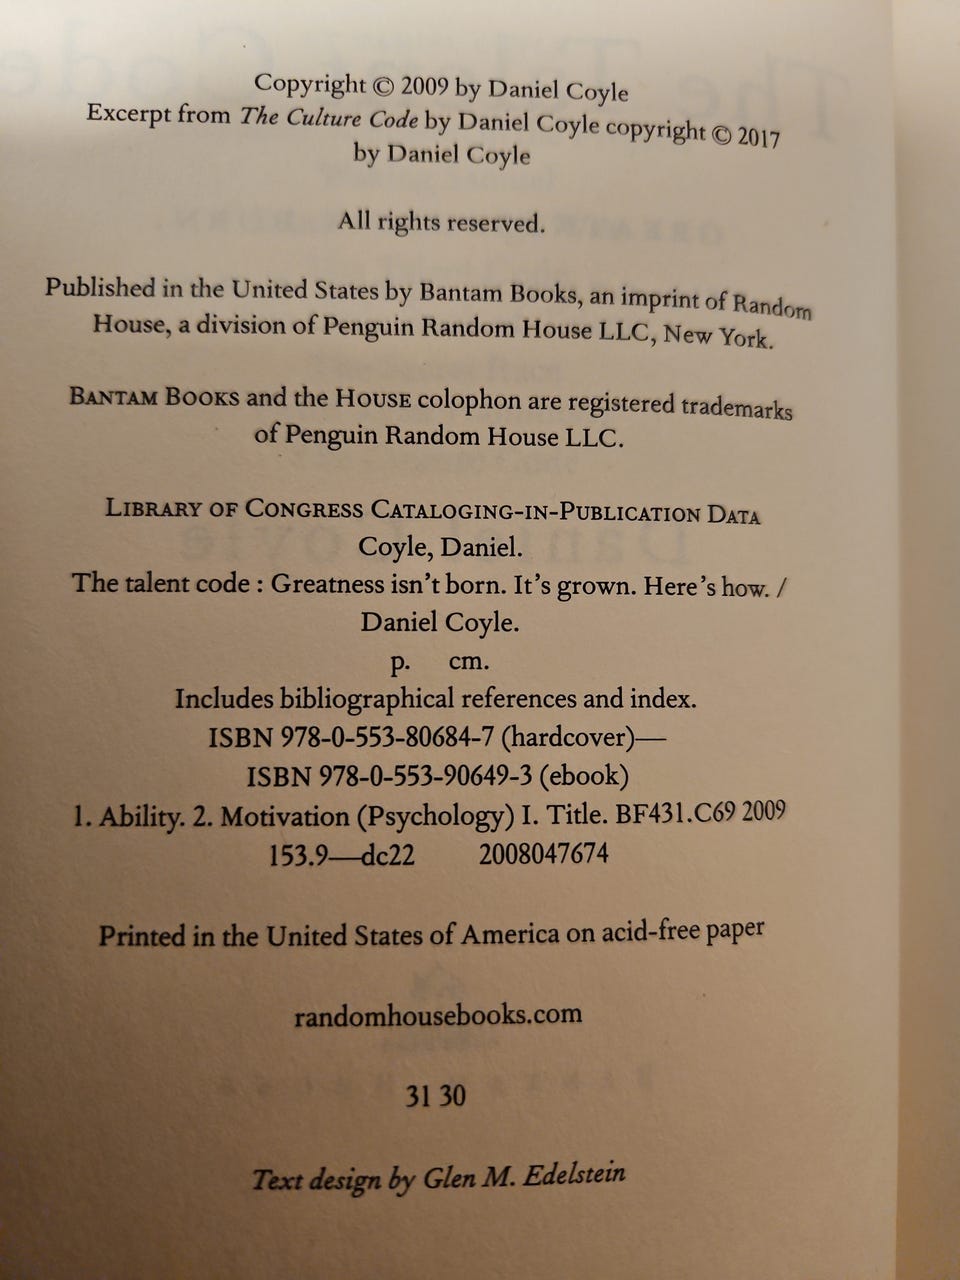 Copyright © 2009 by Daniel Coyle
Excerpt from The Culture Code by Daniel Coyle copyright © 2017
by Daniel Coyle
All rights reserved.
Published in the United States by Bantam Books, an imprint of Random
House, a division of Penguin Random House LLC, New York.
BANTAM BOOKS and the HOUSE colophon are registered trademarks
of Penguin Random House LLC.
LIBRARY OF CONGRESS CATALOGING-IN-PUBLICATION DATA
Coyle, Daniel.
The talent code : Greatness isn't born. It's grown. Here's how. /
Daniel Coyle.
p. cm.
Includes bibliographical references and index.
ISBN 978-0-553-80684-7 (hardcover)—
ISBN 978-0-553-90649-3 (ebook)
1. Ability. 2. Motivation (Psychology) I. Title. BF431.C69 2009
153.9—dc22 2008047674
Printed in the United States of America on acid-free paper
randomhousebooks.com
31 30
Text design by Glen M. Edelstein